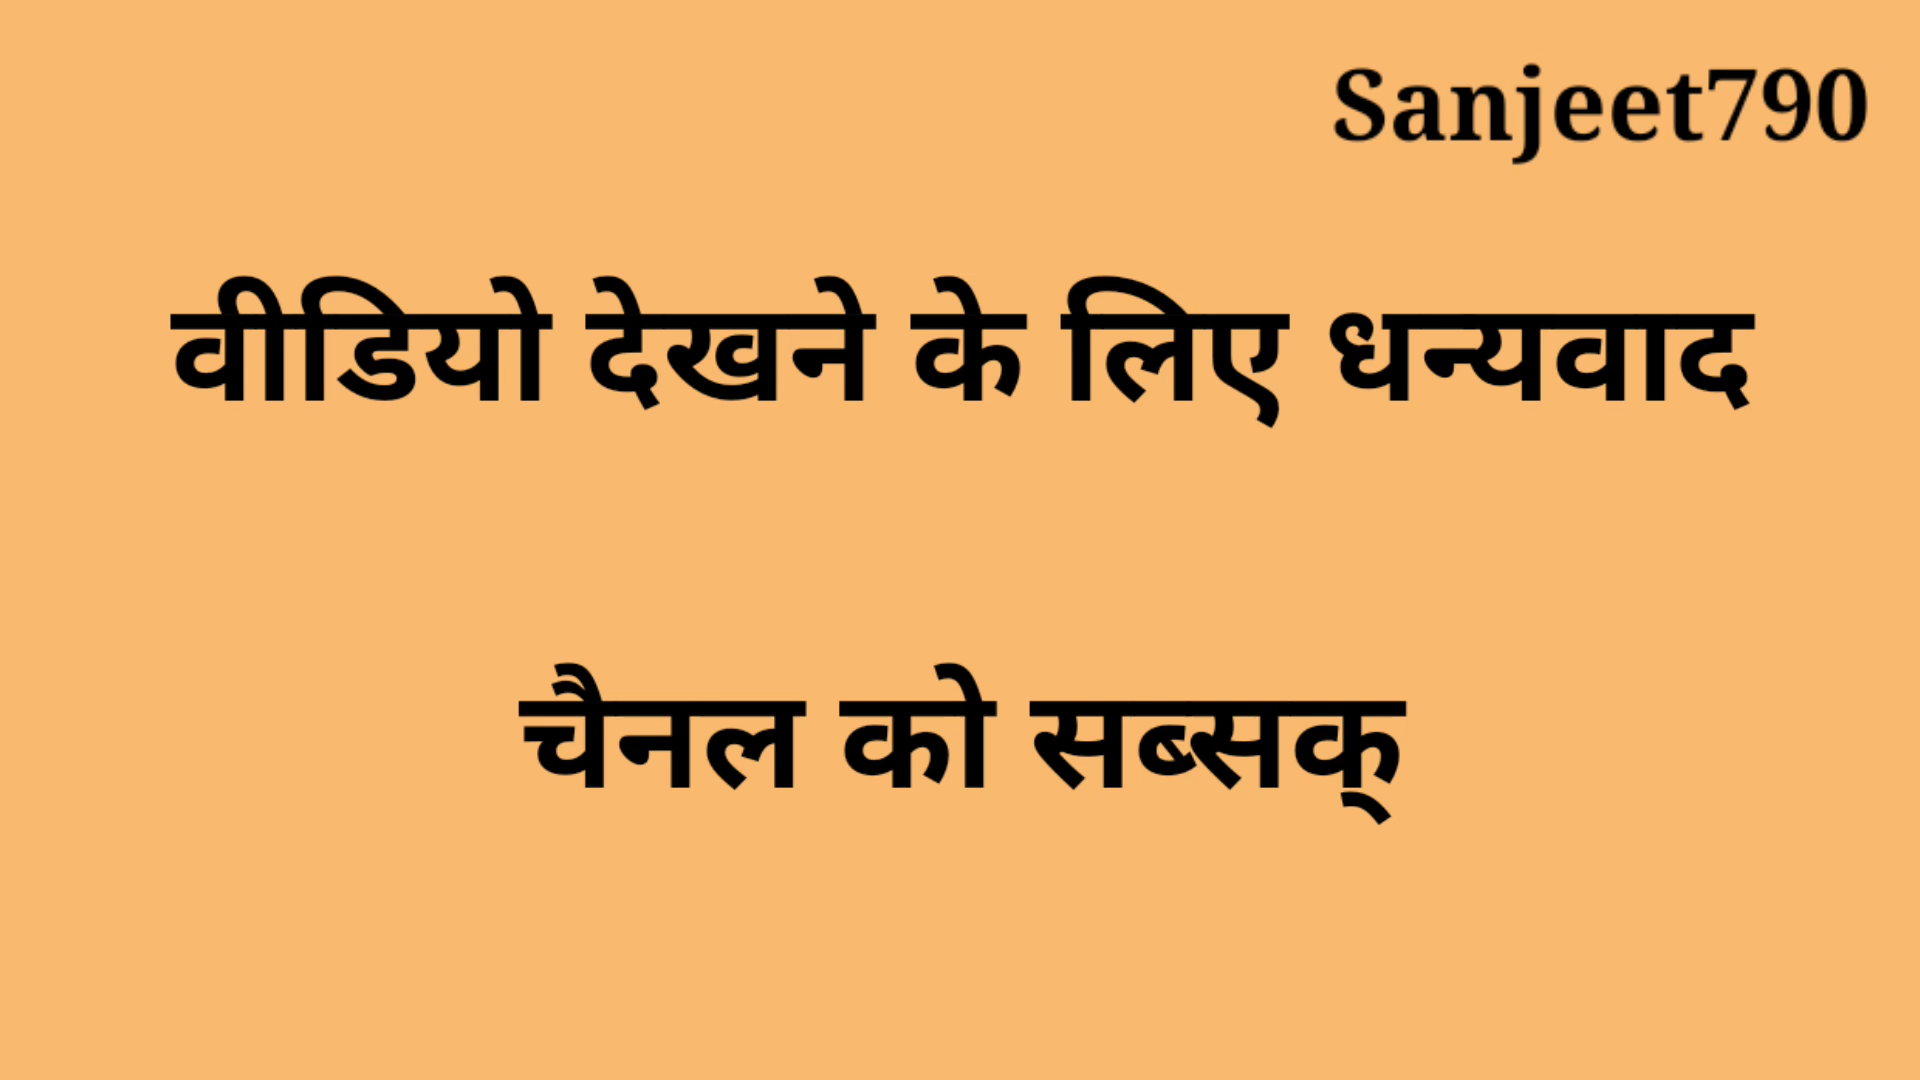 Sanjeet790
वीडियो देखने के लिए धन्यवाद
चैनल को सब्सक्